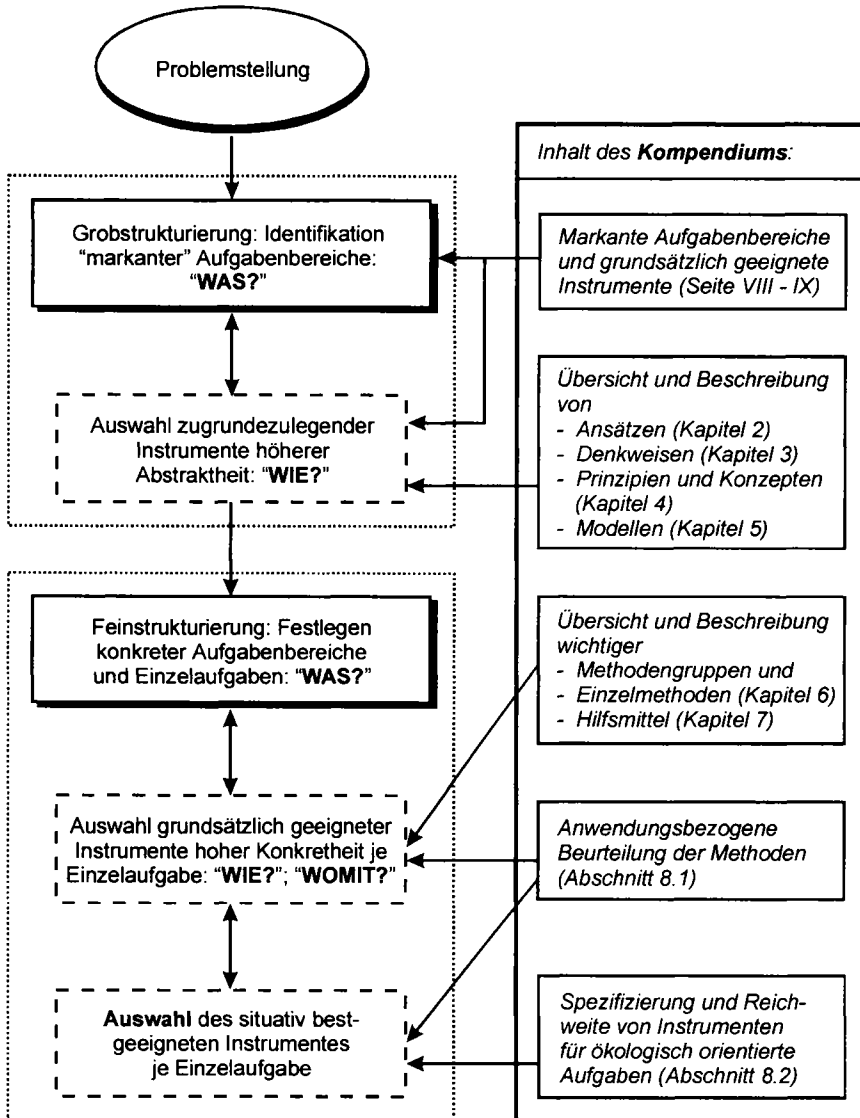 Problemstellung
Grobstrukturierung: Identifikation
“markanter” Aufgabenbereiche:
“WAS?”
Auswahl zugrundezulegender
Instrumente höherer
Abstraktheit: “WIE?”
Feinstrukturierung: Festlegen
konkreter Aufgabenbereiche
und Einzelaufgaben: “WAS?”
Auswahl grundsätzlich geeigneter
Instrumente hoher Konkretheit je
Einzelaufgabe: “WIE?”; “WOMIT?”
Auswahl des situativ best-
geeigneten Instrumentes
je Einzelaufgabe
Inhalt des Kompendiums:
Markante Aufgabenbereiche
und grundsätzlich geeignete
Instrumente (Seite VIII - IX)
Übersicht und Beschreibung
von
- Ansätzen (Kapitel 2)
- Denkweisen (Kapitel 3)
- Prinzipien und Konzepten
(Kapitel 4)
- Modellen (Kapitel 5)
Übersicht und Beschreibung
wichtiger
- Methodengruppen und
- Einzelmethoden (Kapitel 6)
- Hilfsmittel (Kapitel 7)
Anwendungsbezogene
Beurteilung der Methoden
(Abschnitt 8.1)
Spezifizierung und Reich-
weite von Instrumenten
für ökologisch orientierte
Aufgaben (Abschnitt 8.2)